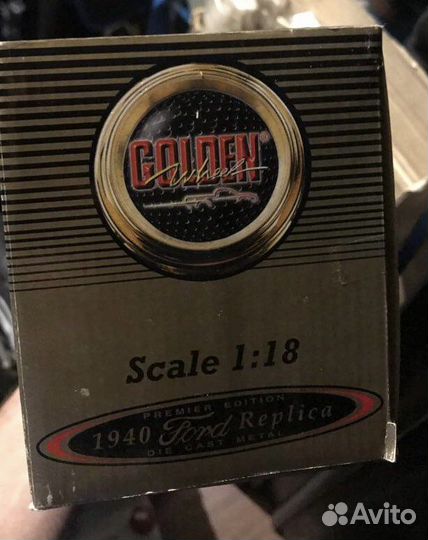 GOLDEN®
Wheel
Scale 1:18
PREMIER EDITION
1940 Ford Replica
DIE CAST METAL
Avito